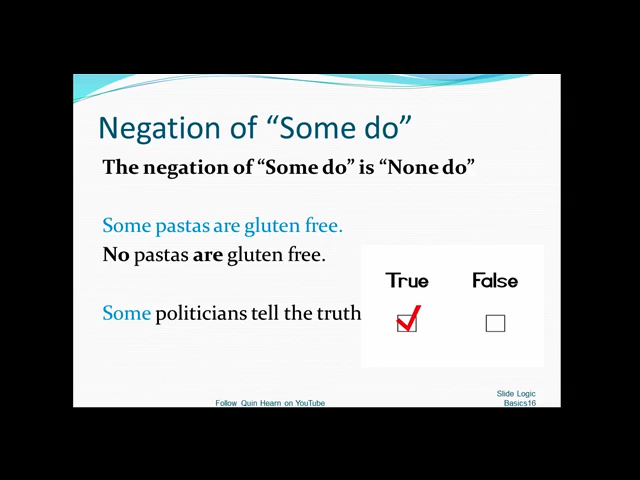 Negation of “Some do”
The negation of “Some do” is “None do”
Some pastas are gluten free.
No pastas are gluten free.
Some politicians tell the truth
True False
Follow Quin Hearn on YouTube
Slide Logic
Basics16